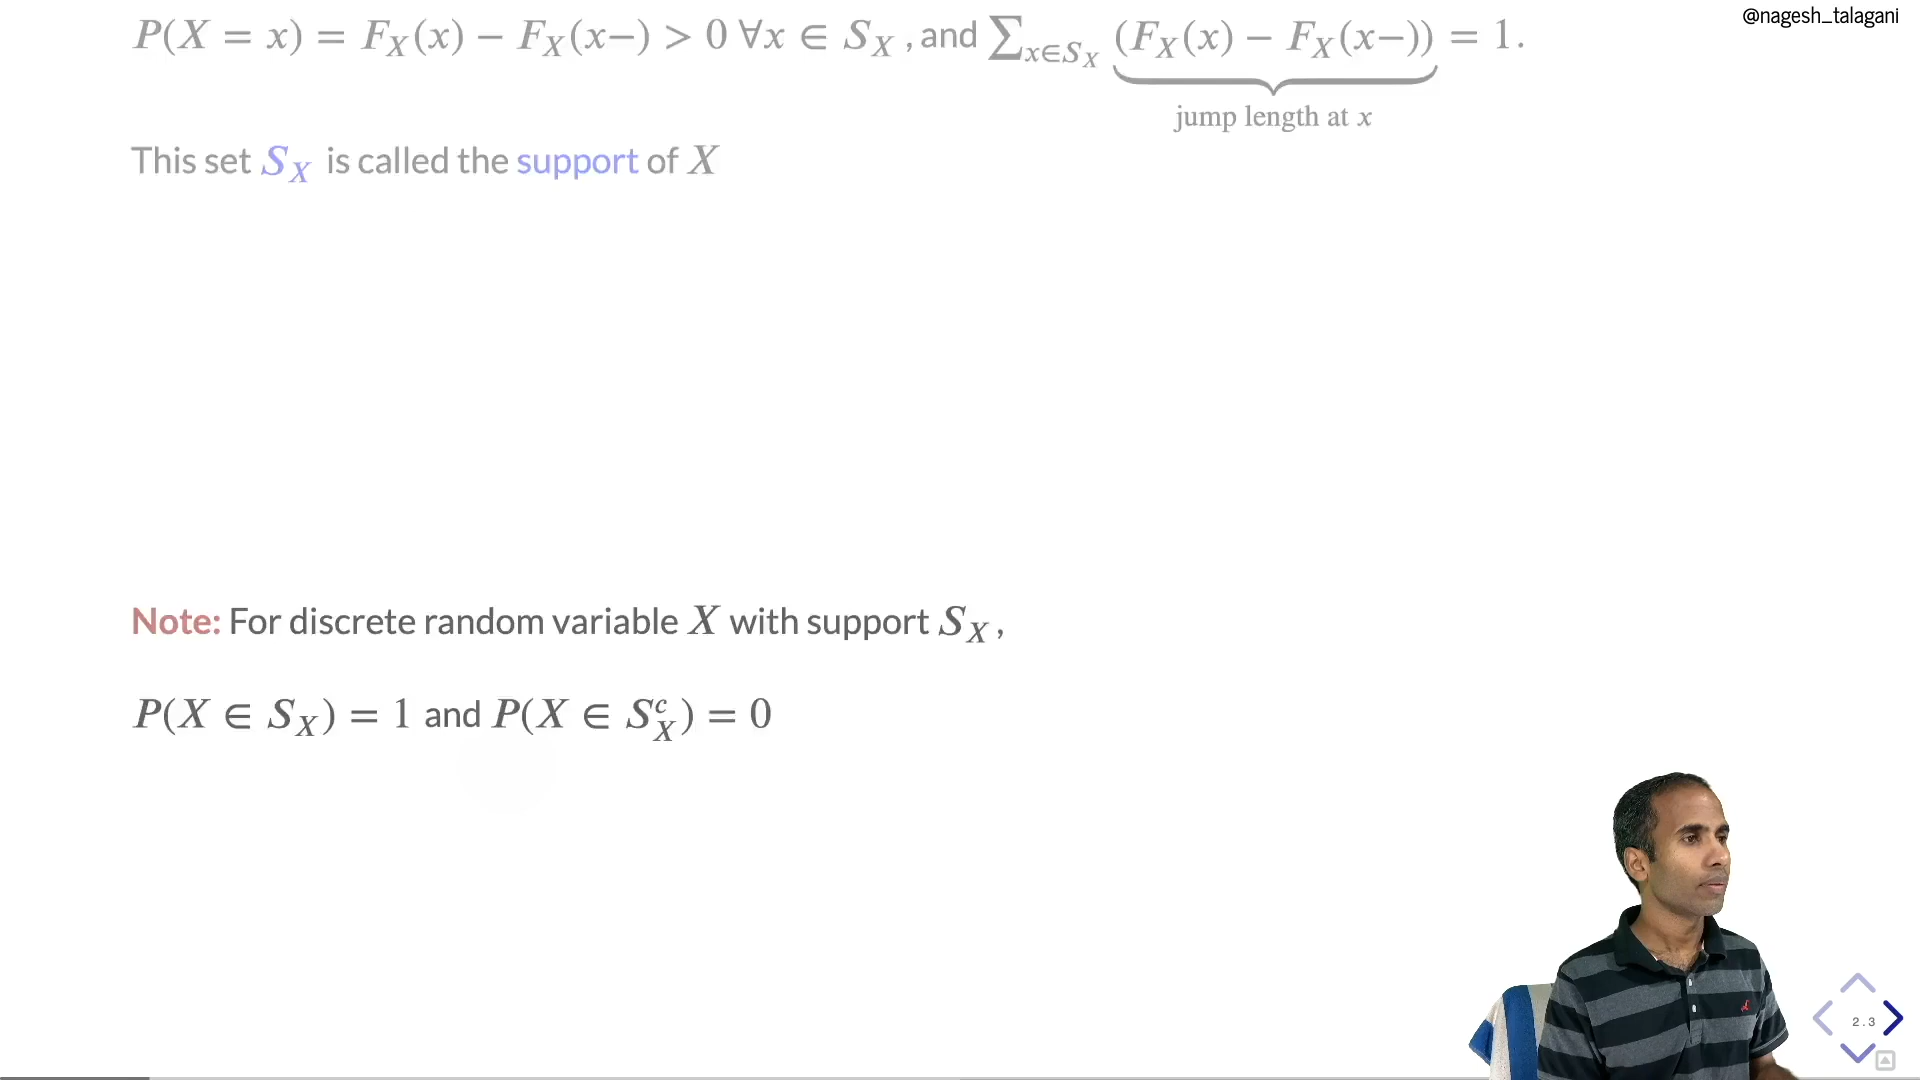 @nagesh_talagani
P(X = x) = F_X(x) − F_X(x−) > 0 ∀x ∈ S_X , and ∑_{x∈S_X} (F_X(x) − F_X(x−)) = 1.
jump length at x
This set S_X is called the support of X
Note: For discrete random variable X with support S_X ,
P(X ∈ S_X) = 1 and P(X ∈ S_X^c) = 0
2.3